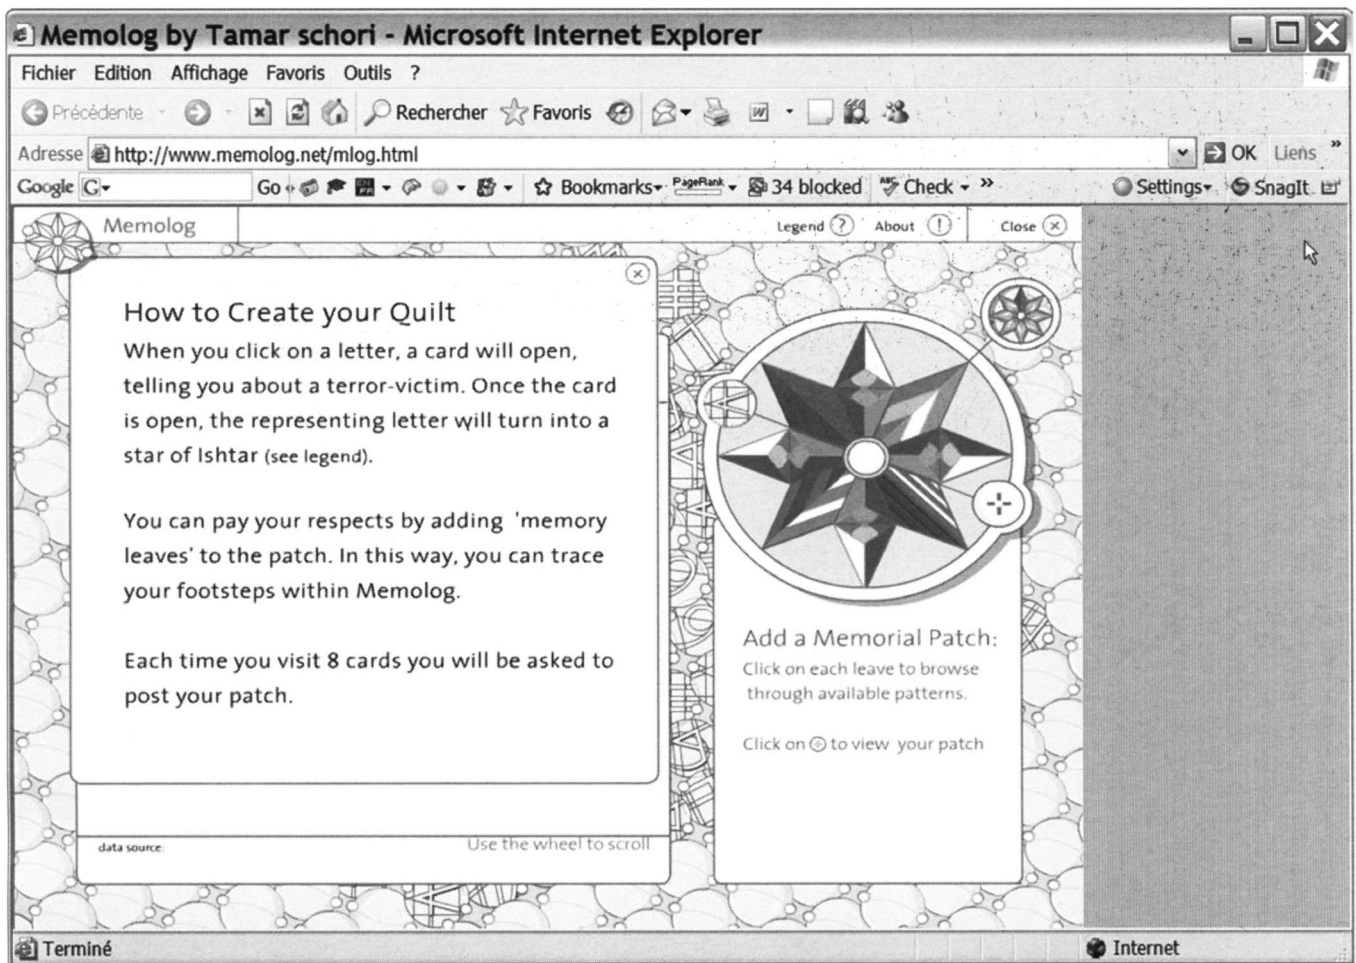 Memolog by Tamar schori - Microsoft Internet Explorer
Fichier Edition Affichage Favoris Outils ?
Précédente Rechercher Favoris
Adresse http://www.memolog.net/mlog.html OK Liens »
Google G Go Bookmarks PageRank 34 blocked ABC Check » Settings SnagIt
Memolog Legend ? About ! Close
How to Create your Quilt
When you click on a letter, a card will open,
telling you about a terror-victim. Once the card
is open, the representing letter will turn into a
star of Ishtar (see legend).
You can pay your respects by adding 'memory
leaves' to the patch. In this way, you can trace
your footsteps within Memolog.
Each time you visit 8 cards you will be asked to
post your patch.
data source: Use the wheel to scroll
Add a Memorial Patch:
Click on each leave to browse
through available patterns.
Click on to view your patch
Terminé Internet